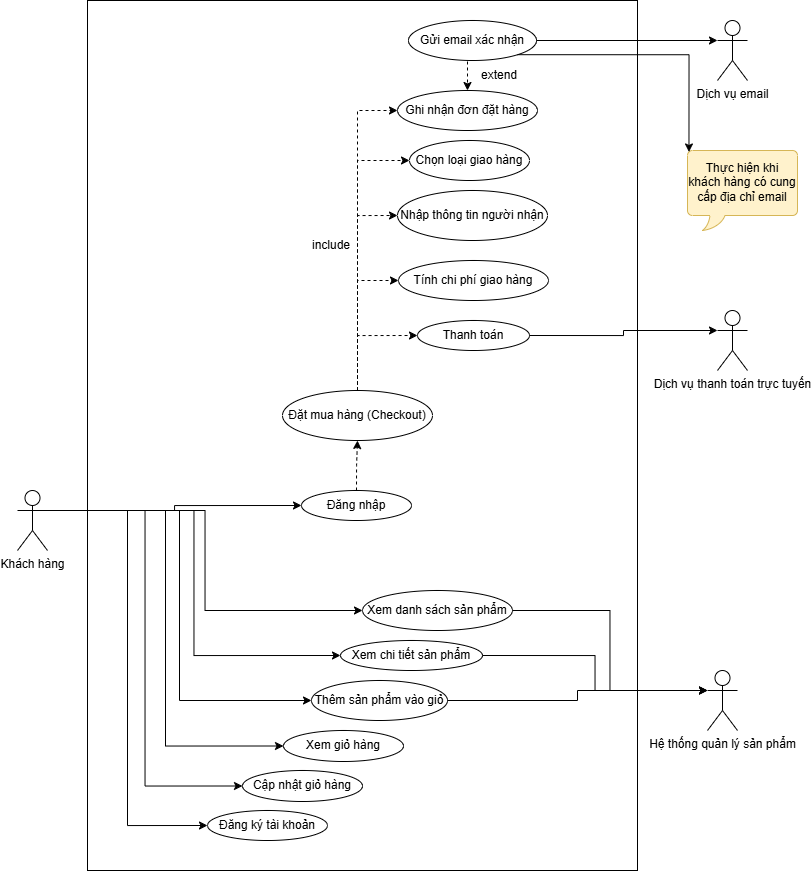 Gửi email xác nhận
Dịch vụ email
extend
Ghi nhận đơn đặt hàng
Chọn loại giao hàng
Thực hiện khi
khách hàng có cung
cấp địa chỉ email
Nhập thông tin người nhận
include
Tính chi phí giao hàng
Thanh toán
Dịch vụ thanh toán trực tuyến
Đặt mua hàng (Checkout)
Đăng nhập
Khách hàng
Xem danh sách sản phẩm
Xem chi tiết sản phẩm
Thêm sản phẩm vào giỏ
Hệ thống quản lý sản phẩm
Xem giỏ hàng
Cập nhật giỏ hàng
Đăng ký tài khoản